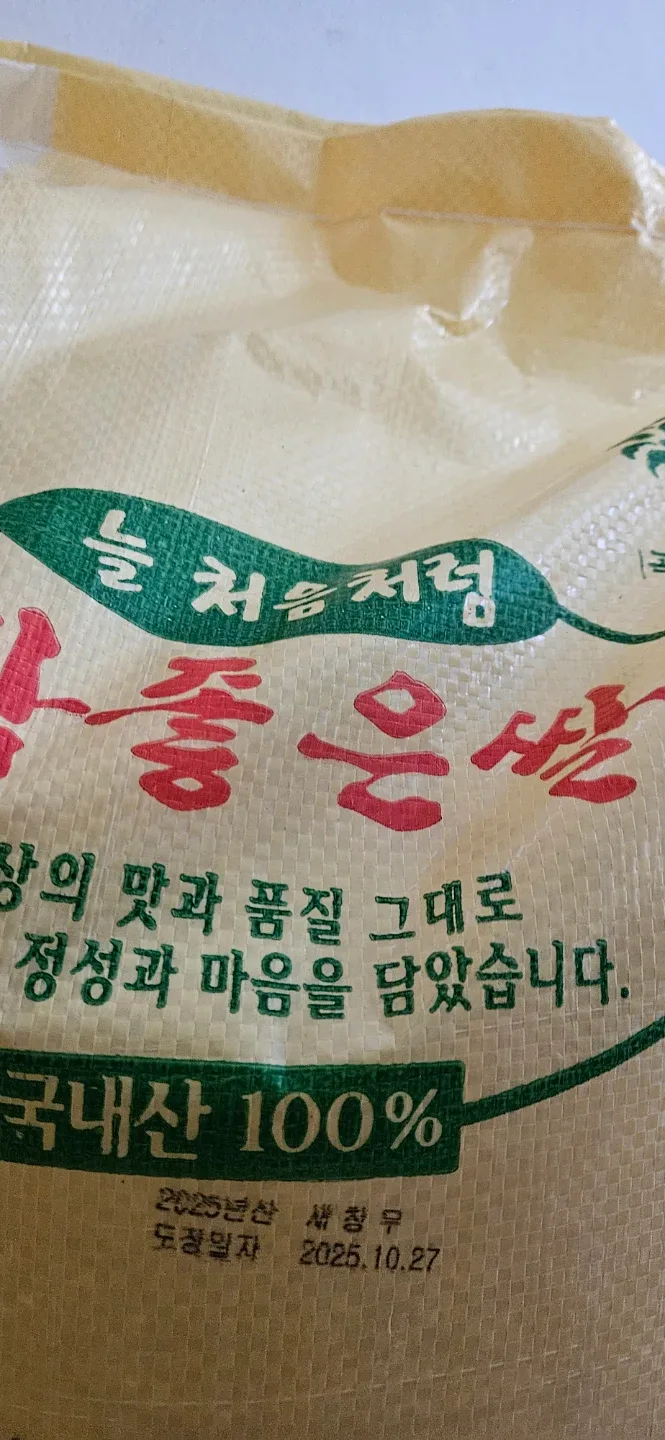 늘 처음처럼
좋은쌀
상의 맛과 품질 그대로
정성과 마음을 담았습니다.
국내산 100%
2025년산 새청무
도정일자 2025.10.27